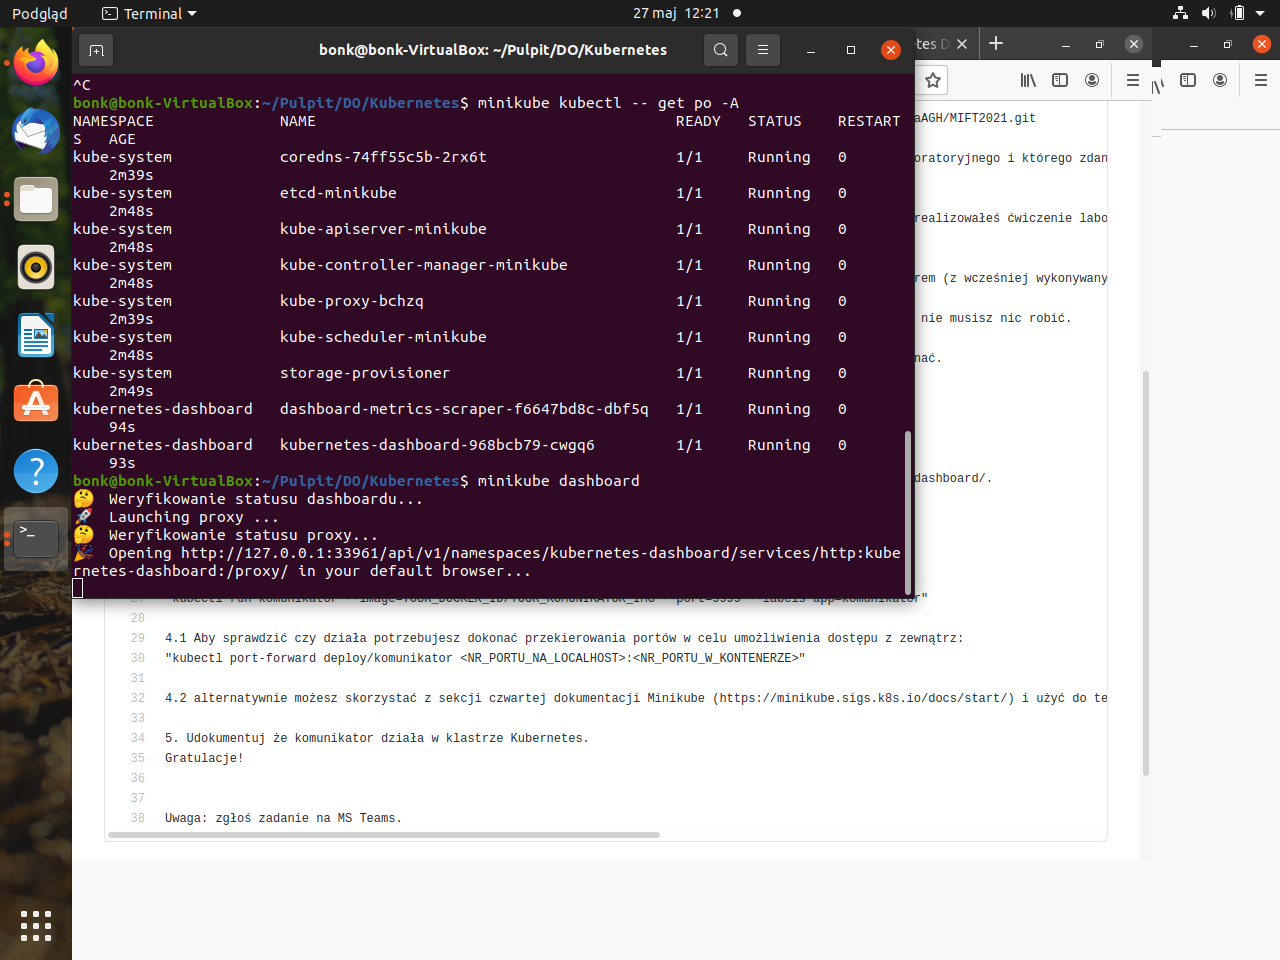 Podgląd
Terminal
27 maj 12:21
bonk@bonk-VirtualBox: ~/Pulpit/DO/Kubernetes
^C
bonk@bonk-VirtualBox:~/Pulpit/DO/Kubernetes$ minikube kubectl -- get po -A
NAMESPACE NAME READY STATUS RESTART
S AGE
kube-system coredns-74ff55c5b-2rx6t 1/1 Running 0
2m39s
kube-system etcd-minikube 1/1 Running 0
2m48s
kube-system kube-apiserver-minikube 1/1 Running 0
2m48s
kube-system kube-controller-manager-minikube 1/1 Running 0
2m48s
kube-system kube-proxy-bchzq 1/1 Running 0
2m39s
kube-system kube-scheduler-minikube 1/1 Running 0
2m48s
kube-system storage-provisioner 1/1 Running 0
2m49s
kubernetes-dashboard dashboard-metrics-scraper-f6647bd8c-dbf5q 1/1 Running 0
94s
kubernetes-dashboard kubernetes-dashboard-968bcb79-cwgq6 1/1 Running 0
93s
bonk@bonk-VirtualBox:~/Pulpit/DO/Kubernetes$ minikube dashboard
🤔 Weryfikowanie statusu dashboardu...
🚀 Launching proxy ...
🤔 Weryfikowanie statusu proxy...
🎉 Opening http://127.0.0.1:33961/api/v1/namespaces/kubernetes-dashboard/services/http:kube
rnetes-dashboard:/proxy/ in your default browser...
etes D
aAGH/MIFT2021.git
oratoryjnego i którego zdan
realizowałeś ćwiczenie labo
rem (z wcześniej wykonywany
nie musisz nic robić.
nać.
dashboard/.
28
29 4.1 Aby sprawdzić czy działa potrzebujesz dokonać przekierowania portów w celu umożliwienia dostępu z zewnątrz:
30 "kubectl port-forward deploy/komunikator <NR_PORTU_NA_LOCALHOST>:<NR_PORTU_W_KONTENERZE>"
31
32 4.2 alternatywnie możesz skorzystać z sekcji czwartej dokumentacji Minikube (https://minikube.sigs.k8s.io/docs/start/) i użyć do te
33
34 5. Udokumentuj że komunikator działa w klastrze Kubernetes.
35 Gratulacje!
36
37
38 Uwaga: zgłoś zadanie na MS Teams.